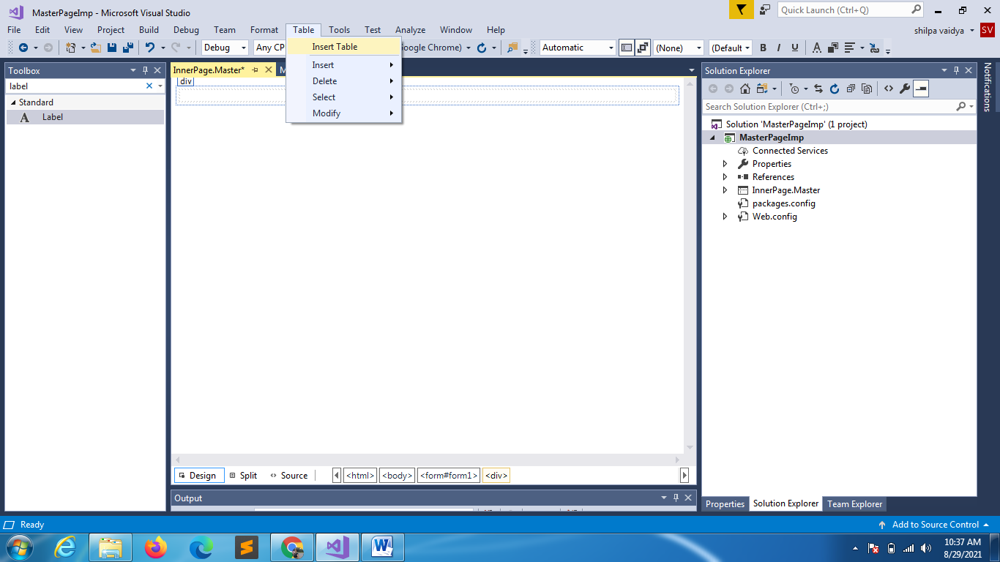 MasterPageImp - Microsoft Visual Studio
Quick Launch (Ctrl+Q)
File Edit View Project Build Debug Team Format Table Tools Test Analyze Window Help
shilpa vaidya SV
Debug Any CP Google Chrome) Automatic (None) (Default B I U A
Insert Table
Insert
Delete
Select
Modify
Toolbox
label
Standard
A Label
InnerPage.Master* M
div
Solution Explorer
Search Solution Explorer (Ctrl+;)
Solution 'MasterPageImp' (1 project)
MasterPageImp
Connected Services
Properties
References
InnerPage.Master
packages.config
Web.config
Notifications
Design Split Source <html> <body> <form#form1> <div>
Output
Properties Solution Explorer Team Explorer
Ready
Add to Source Control
10:37 AM
8/29/2021